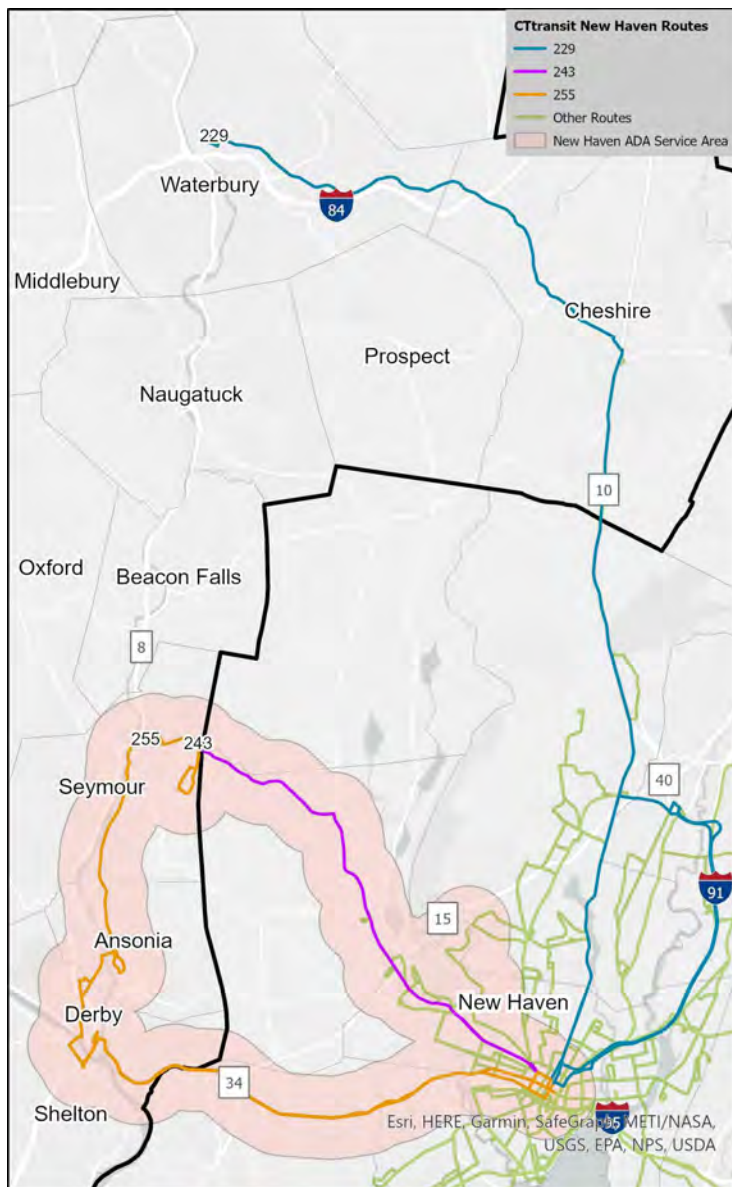 CTtransit New Haven Routes
229
243
255
Other Routes
New Haven ADA Service Area
229
Waterbury
84
Middlebury
Cheshire
Prospect
Naugatuck
10
Oxford
Beacon Falls
8
255
243
Seymour
40
91
15
Ansonia
New Haven
Derby
34
Shelton
95
Esri, HERE, Garmin, SafeGraph, METI/NASA,
USGS, EPA, NPS, USDA